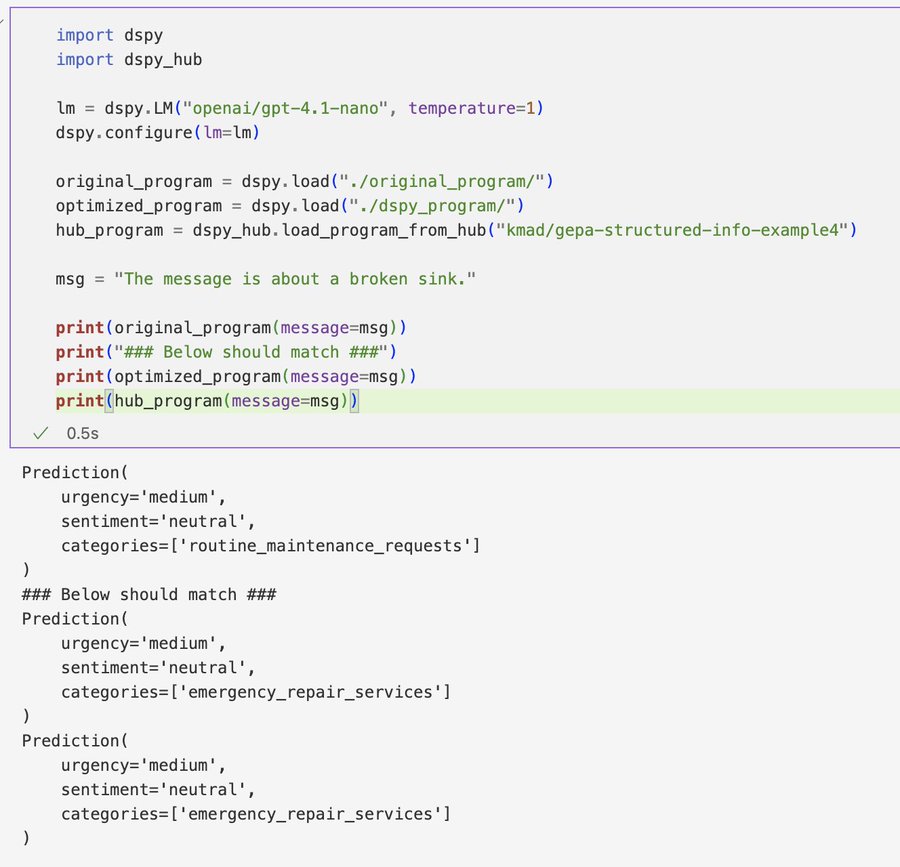 import dspy
import dspy_hub

lm = dspy.LM("openai/gpt-4.1-nano", temperature=1)
dspy.configure(lm=lm)

original_program = dspy.load("./original_program/")
optimized_program = dspy.load("./dspy_program/")
hub_program = dspy_hub.load_program_from_hub("kmad/gepa-structured-info-example4")

msg = "The message is about a broken sink."

print(original_program(message=msg))
print("### Below should match ###")
print(optimized_program(message=msg))
print(hub_program(message=msg))
0.5s
Prediction(
    urgency='medium',
    sentiment='neutral',
    categories=['routine_maintenance_requests']
)
### Below should match ###
Prediction(
    urgency='medium',
    sentiment='neutral',
    categories=['emergency_repair_services']
)
Prediction(
    urgency='medium',
    sentiment='neutral',
    categories=['emergency_repair_services']
)